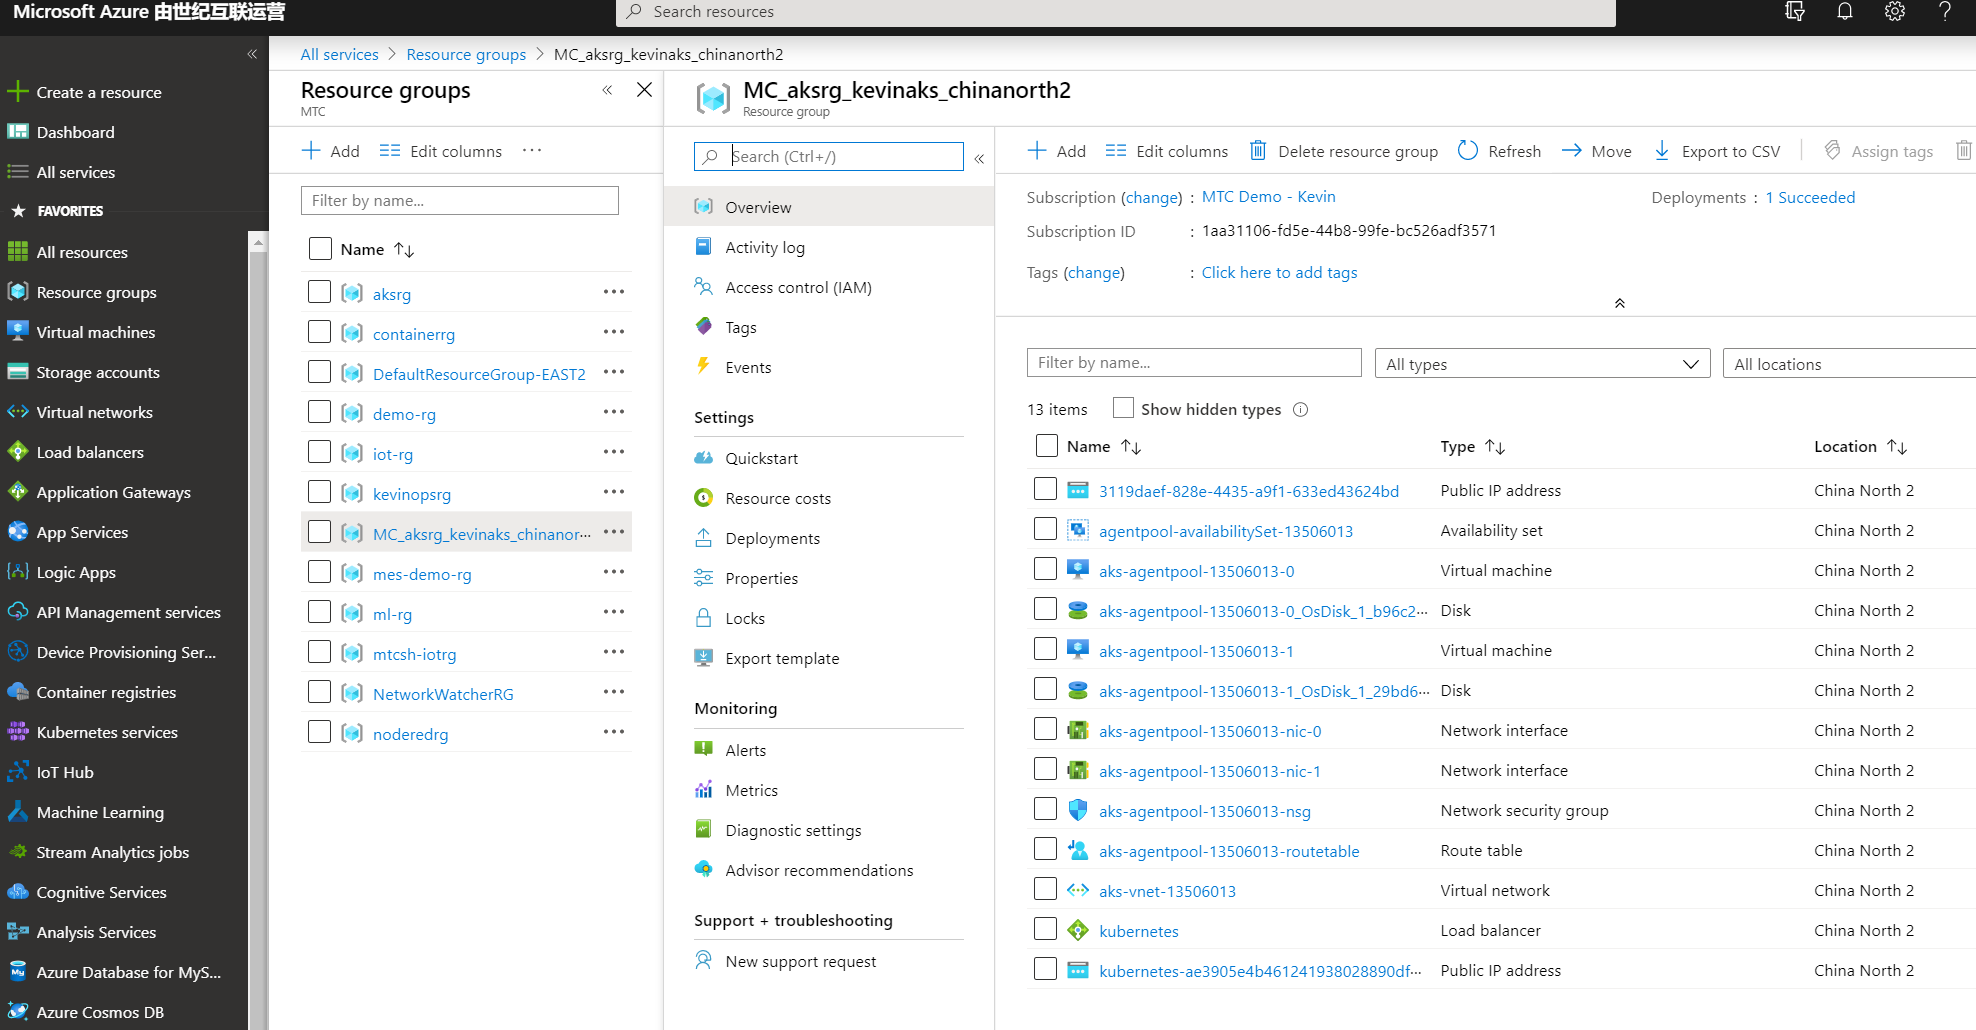 Microsoft Azure 由世纪互联运营
Search resources
All services > Resource groups > MC_aksrg_kevinaks_chinanorth2
Create a resource
Dashboard
All services
FAVORITES
All resources
Resource groups
Virtual machines
Storage accounts
Virtual networks
Load balancers
Application Gateways
App Services
Logic Apps
API Management services
Device Provisioning Ser...
Container registries
Kubernetes services
IoT Hub
Machine Learning
Stream Analytics jobs
Cognitive Services
Analysis Services
Azure Database for MyS...
Azure Cosmos DB
Resource groups
MTC
Add Edit columns ...
Filter by name...
Name
aksrg
containerrg
DefaultResourceGroup-EAST2
demo-rg
iot-rg
kevinopsrg
MC_aksrg_kevinaks_chinanor...
mes-demo-rg
ml-rg
mtcsh-iotrg
NetworkWatcherRG
noderedrg
MC_aksrg_kevinaks_chinanorth2
Resource group
Search (Ctrl+/)
Overview
Activity log
Access control (IAM)
Tags
Events
Settings
Quickstart
Resource costs
Deployments
Properties
Locks
Export template
Monitoring
Alerts
Metrics
Diagnostic settings
Advisor recommendations
Support + troubleshooting
New support request
Add Edit columns Delete resource group Refresh Move Export to CSV Assign tags
Subscription (change) : MTC Demo - Kevin Deployments : 1 Succeeded
Subscription ID : 1aa31106-fd5e-44b8-99fe-bc526adf3571
Tags (change) : Click here to add tags
Filter by name... All types All locations
13 items Show hidden types
Name Type Location
3119daef-828e-4435-a9f1-633ed43624bd Public IP address China North 2
agentpool-availabilitySet-13506013 Availability set China North 2
aks-agentpool-13506013-0 Virtual machine China North 2
aks-agentpool-13506013-0_OsDisk_1_b96c2... Disk China North 2
aks-agentpool-13506013-1 Virtual machine China North 2
aks-agentpool-13506013-1_OsDisk_1_29bd6... Disk China North 2
aks-agentpool-13506013-nic-0 Network interface China North 2
aks-agentpool-13506013-nic-1 Network interface China North 2
aks-agentpool-13506013-nsg Network security group China North 2
aks-agentpool-13506013-routetable Route table China North 2
aks-vnet-13506013 Virtual network China North 2
kubernetes Load balancer China North 2
kubernetes-ae3905e4b461241938028890df... Public IP address China North 2